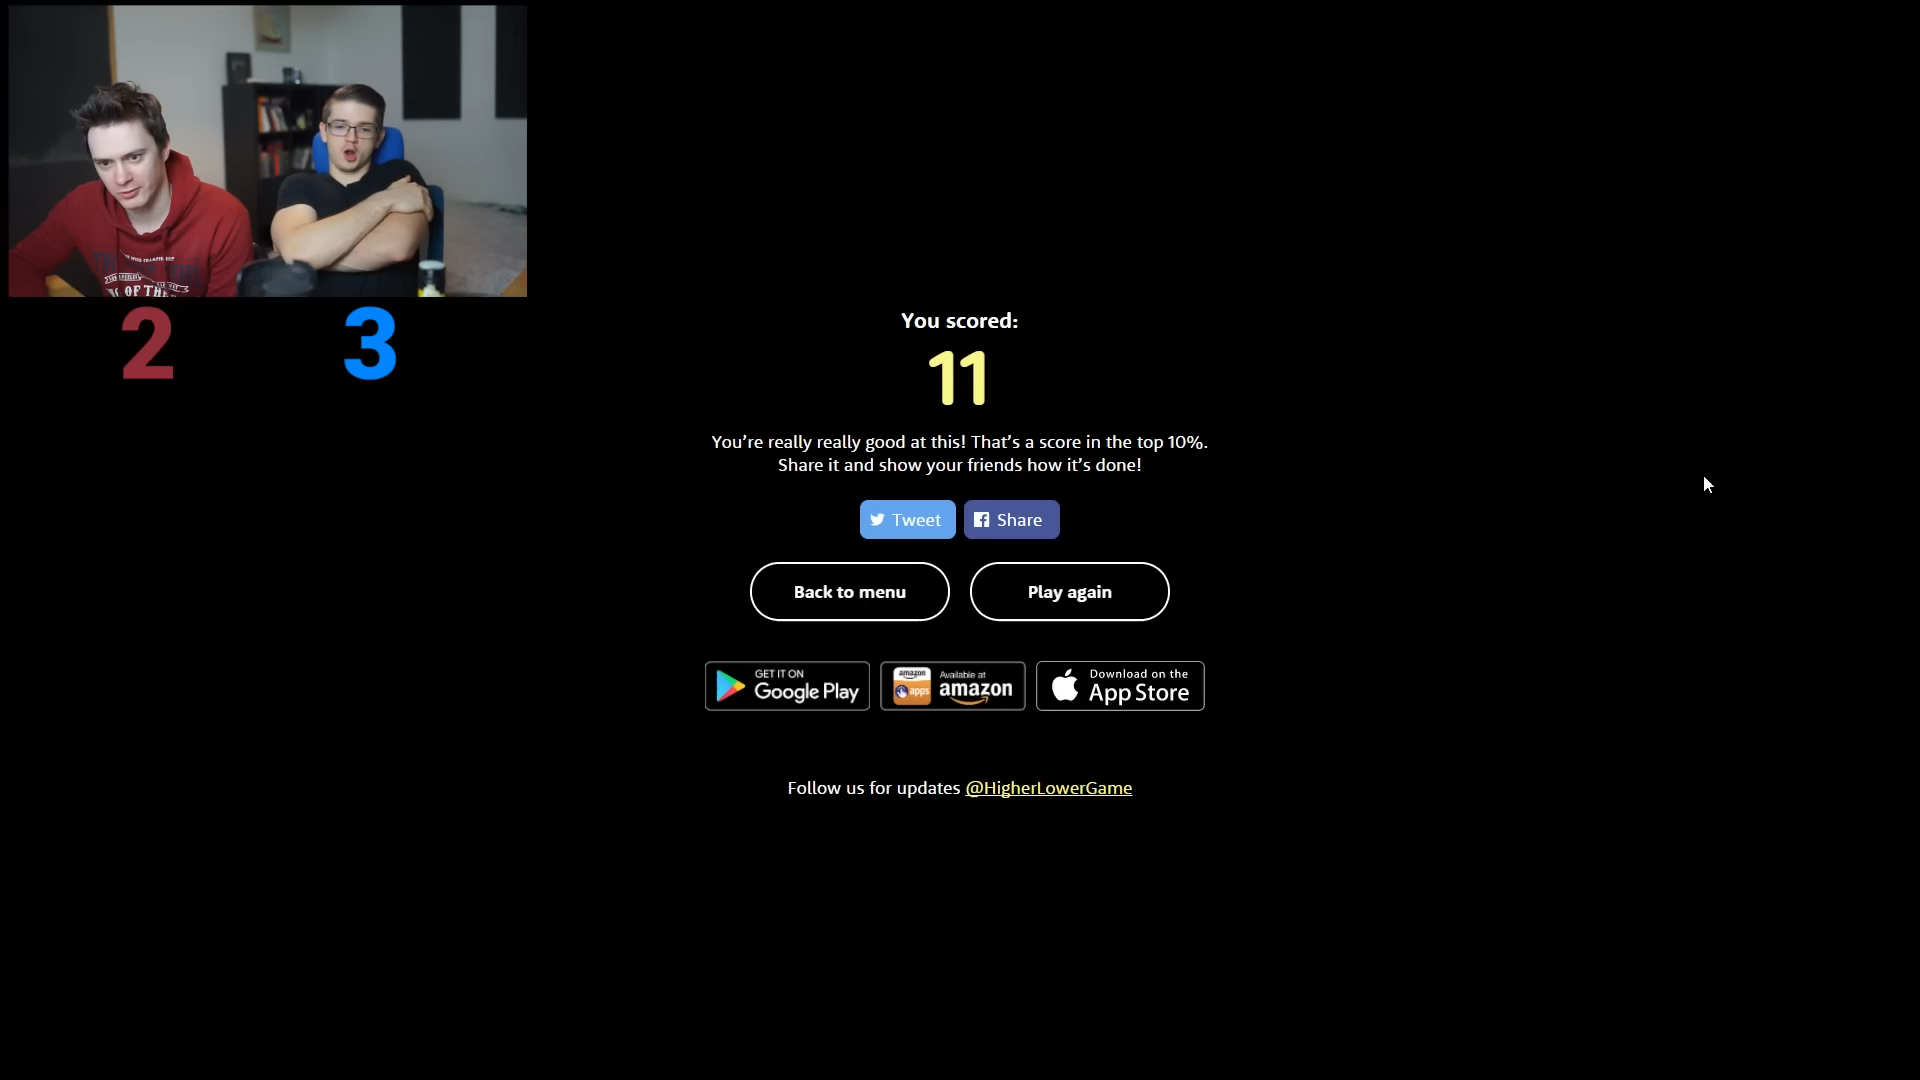 OF THE
2
3
You scored:
11
You're really really good at this! That's a score in the top 10%.
Share it and show your friends how it's done!
Tweet
Share
Back to menu
Play again
GET IT ON
Google Play
amazon
apps
Available at
amazon
Download on the
App Store
Follow us for updates @HigherLowerGame